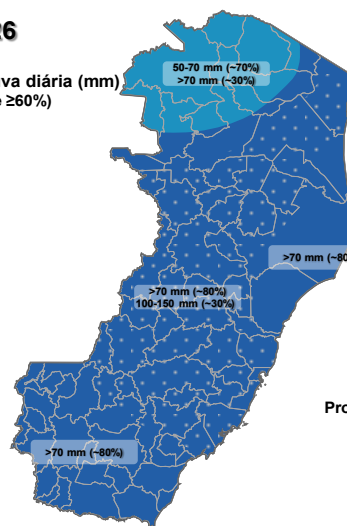 26
va diária (mm)
≥60%)
50-70 mm (~70%)
>70 mm (~30%)
>70 mm (~80
>70 mm (~80%)
100-150 mm (~30%)
Pro
>70 mm (~80%)